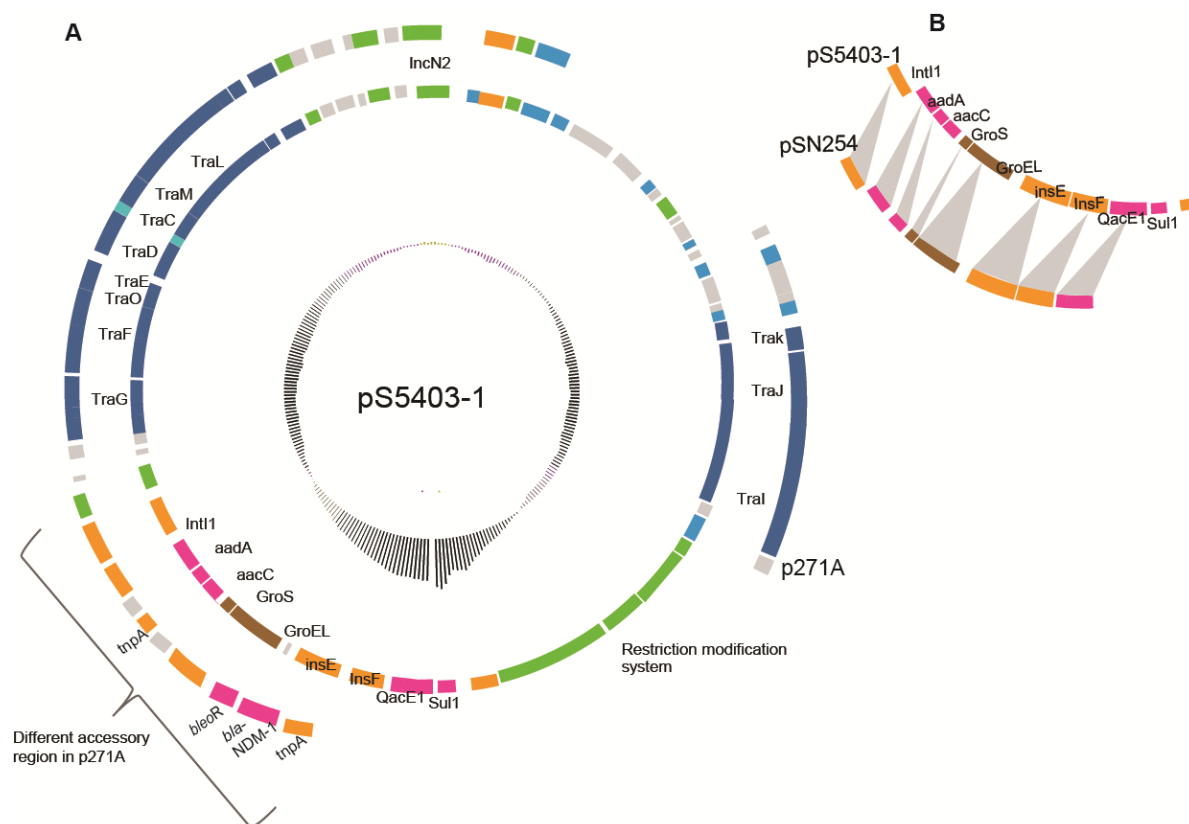 A
IncN2
TraL
TraM
TraC
TraD
TraE
TraO
TraF
TraG
pS5403-1
Trak
TraJ
TraI
p271A
IntI1
aadA
aacC
GroS
GroEL
insE
InsF
QacE1
Sul1
Restriction modification
system
tnpA
bleoR
bla-
NDM-1
tnpA
Different accessory
region in p271A
B
pS5403-1
IntI1
aadA
aacC
GroS
GroEL
insE
InsF
QacE1
Sul1
pSN254